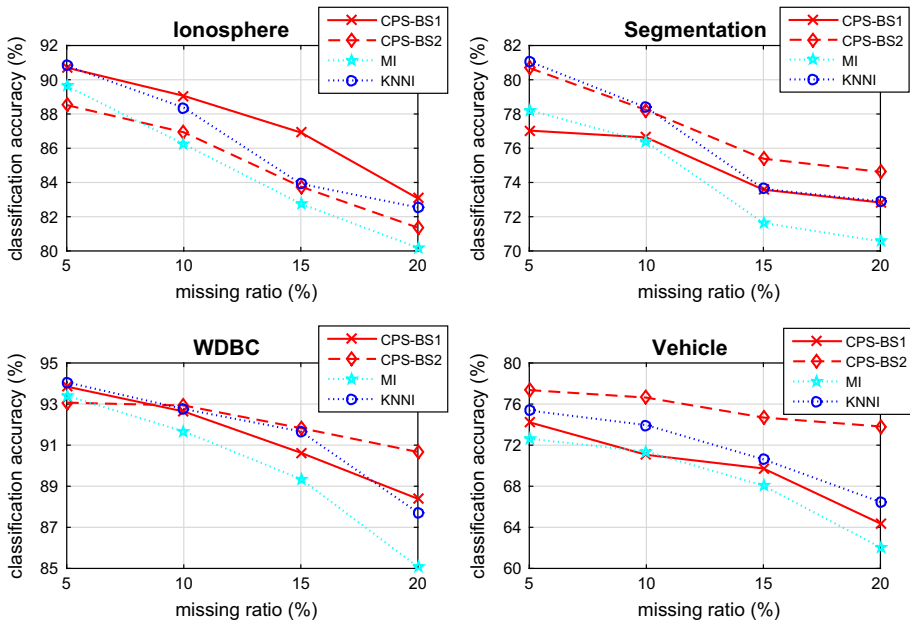 Ionosphere
CPS-BS1
CPS-BS2
MI
KNNI
classification accuracy (%)
92
90
88
86
84
82
80
5
10
15
20
missing ratio (%)
Segmentation
CPS-BS1
CPS-BS2
MI
KNNI
classification accuracy (%)
82
80
78
76
74
72
70
5
10
15
20
missing ratio (%)
WDBC
CPS-BS1
CPS-BS2
MI
KNNI
classification accuracy (%)
95
93
91
89
87
85
5
10
15
20
missing ratio (%)
Vehicle
CPS-BS1
CPS-BS2
MI
KNNI
classification accuracy (%)
80
76
72
68
64
60
5
10
15
20
missing ratio (%)